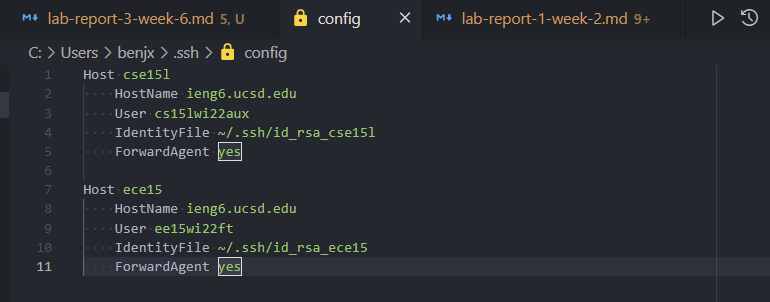 lab-report-3-week-6.md 5, U
config
lab-report-1-week-2.md 9+
C: > Users > benjx > .ssh > config
1 Host cse15l
2 HostName ieng6.ucsd.edu
3 User cs15lwi22aux
4 IdentityFile ~/.ssh/id_rsa_cse15l
5 ForwardAgent yes
6
7 Host ece15
8 HostName ieng6.ucsd.edu
9 User ee15wi22ft
10 IdentityFile ~/.ssh/id_rsa_ece15
11 ForwardAgent yes